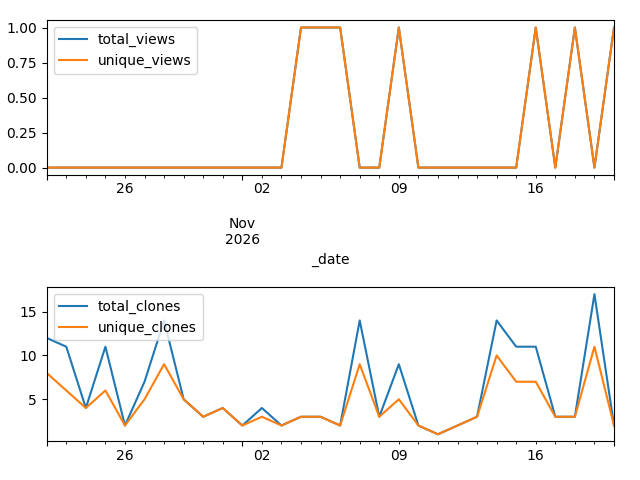 1.00
total_views
unique_views
0.75
0.50
0.25
0.00
26 02 09 16
Nov
2026
_date
total_clones
unique_clones
15
10
5
26 02 09 16